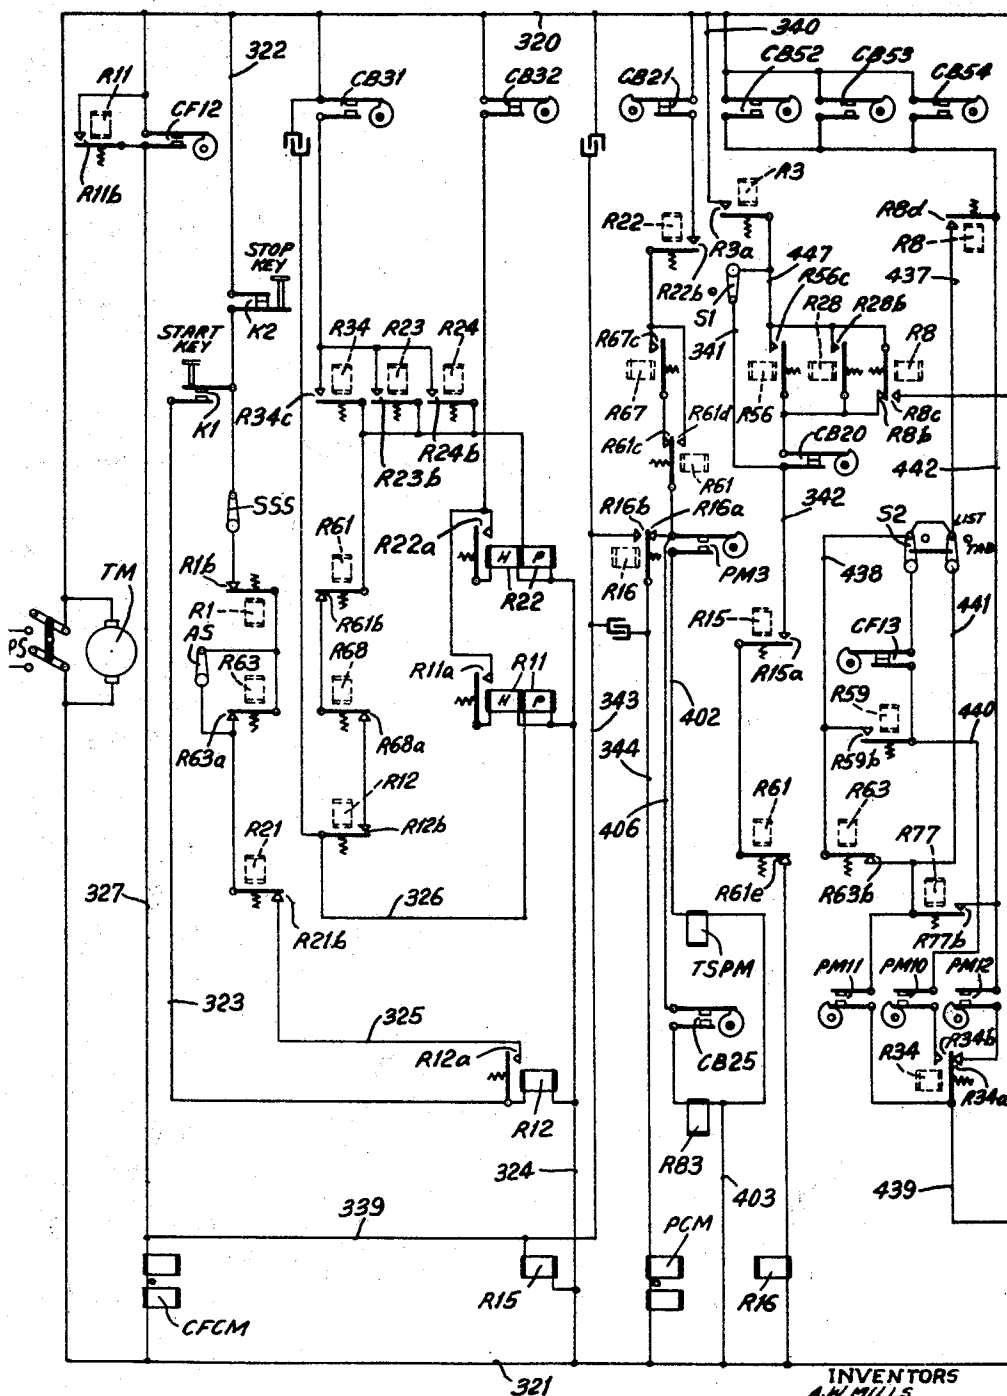 320
340
322
R11
CB31
CB32
CB21
CB52
CB53
CB54
CF12
R11b
R3
R22
R8d
R8
R3a
447
R56c
437
STOP
KEY
R22b
S1
R28
R28b
K2
START
KEY
R34
R23
R24
R67c
341
R8
K1
R34c
R67
R61d
R56
R8c
R24b
R61c
R8b
R23b
CB20
SSS
R61
442
R22a
R61
R16b
R16a
342
S2
LIST
TM
R1b
H
P
R16
PM3
438
R22
R1
R61b
R15
441
PS
AS
R63
R68
R11a
R11
CF13
H
P
R15a
R59
R63a
R68a
343
402
440
R12
344
R59b
R12b
406
R61
R63
R21
R77
327
326
R61e
R63b
R21b
R77b
TSPM
PM11
PM10
PM12
323
325
R12a
CB25
R34
R34b
R34a
R12
R83
324
403
439
339
PCM
R15
R16
CFCM
321
INVENTORS
A.W. MILLS